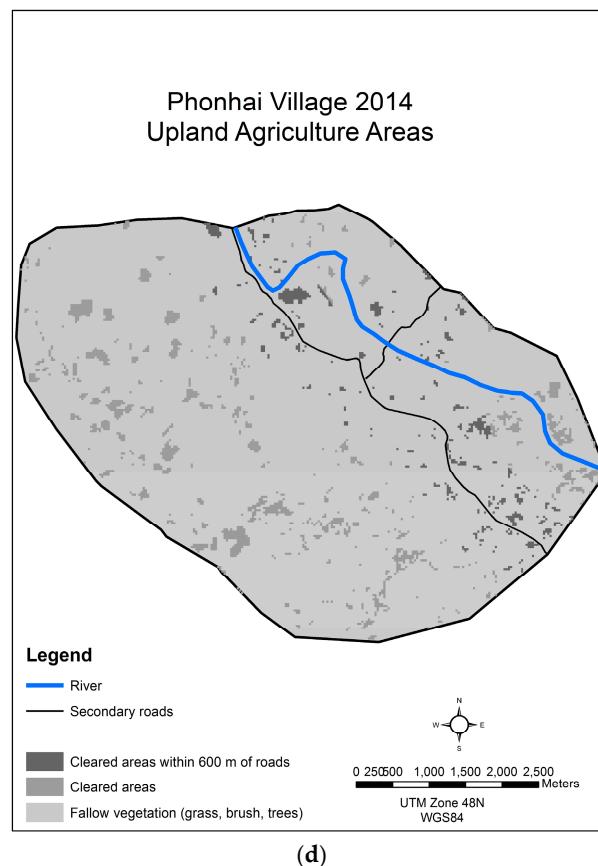 Phonhai Village 2014
Upland Agriculture Areas
Legend
River
Secondary roads
Cleared areas within 600 m of roads
Cleared areas
Fallow vegetation (grass, brush, trees)
N
W E
S
0 250500 1,000 1,500 2,000 2,500
Meters
UTM Zone 48N
WGS84
(d)